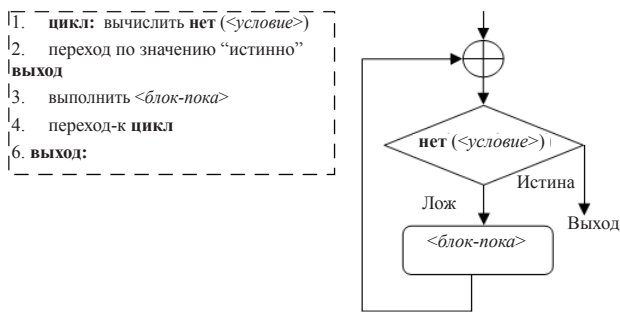 1. цикл: вычислить нет (<условие>)
2. переход по значению “истинно”
выход
3. выполнить <блок-пока>
4. переход-к цикл
6. выход:
нет (<условие>)
Истина
Лож
Выход
<блок-пока>